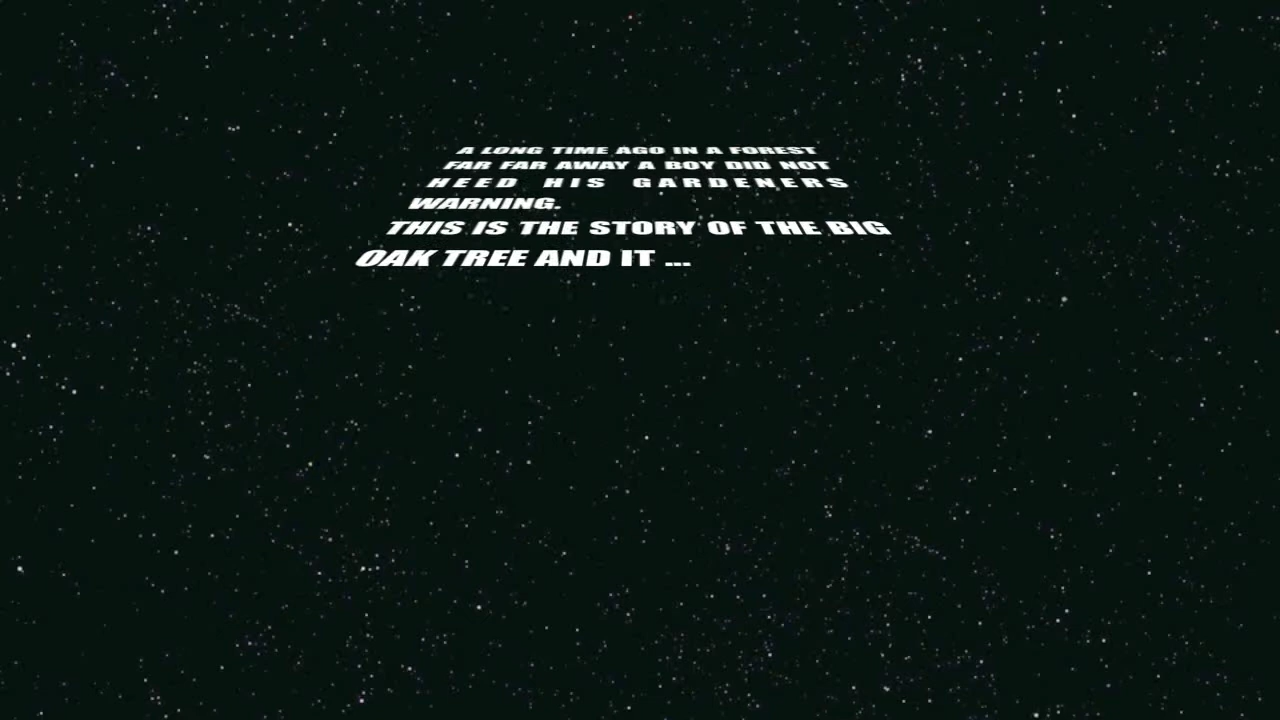 A LONG TIME AGO IN A FOREST
FAR FAR AWAY A BOY DID NOT
HEED HIS GARDENERS
WARNING.
THIS IS THE STORY OF THE BIG
OAK TREE AND IT ...